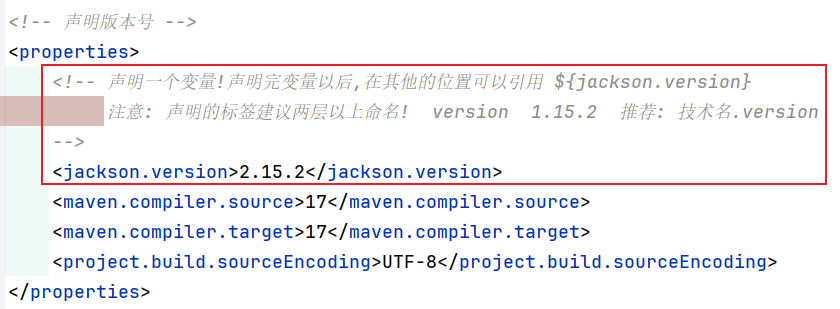 <!-- 声明版本号 -->
<properties>
<!-- 声明一个变量!声明完变量以后,在其他的位置可以引用 ${jackson.version}
注意: 声明的标签建议两层以上命名! version 1.15.2 推荐: 技术名.version
-->
<jackson.version>2.15.2</jackson.version>
<maven.compiler.source>17</maven.compiler.source>
<maven.compiler.target>17</maven.compiler.target>
<project.build.sourceEncoding>UTF-8</project.build.sourceEncoding>
</properties>